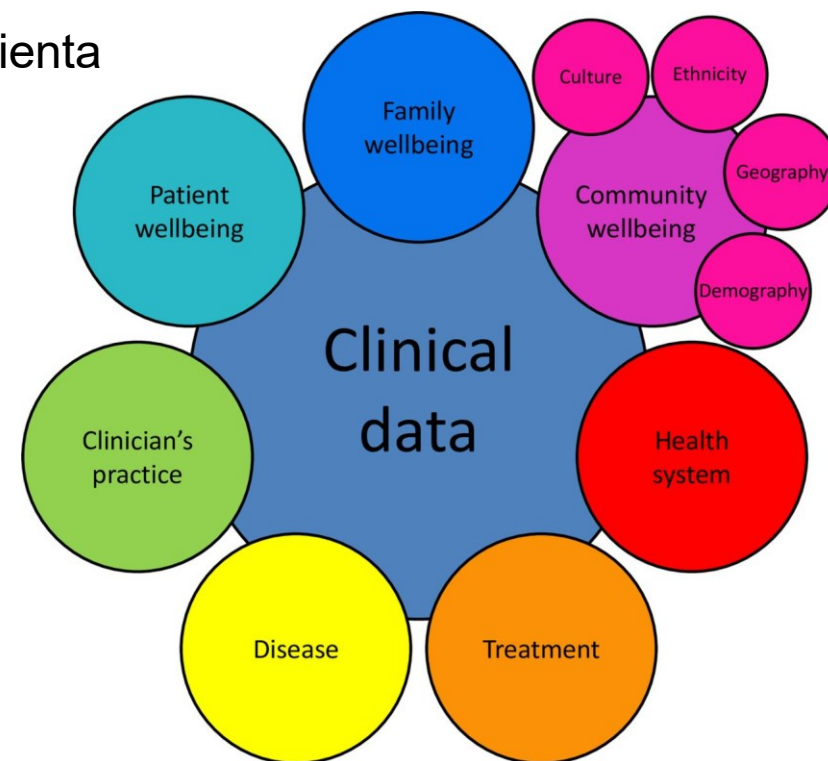 ienta
Family
wellbeing
Culture
Ethnicity
Geography
Community
wellbeing
Demography
Patient
wellbeing
Clinical
data
Clinician’s
practice
Health
system
Disease
Treatment